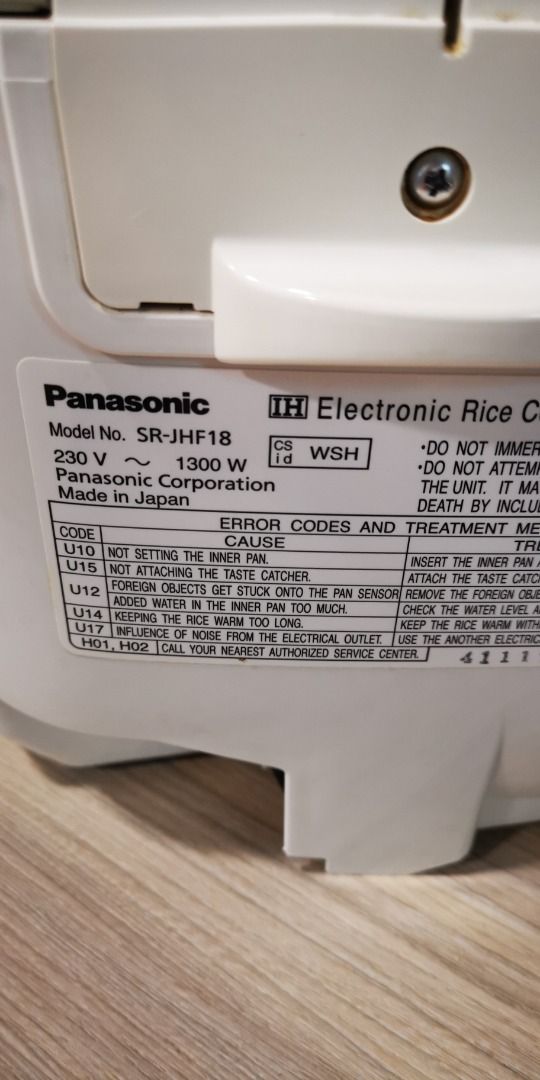 Panasonic
IH Electronic Rice C
Model No. SR-JHF18
CS id WSH
230 V ~ 1300 W
Panasonic Corporation
Made in Japan
•DO NOT IMMER
•DO NOT ATTEM
THE UNIT. IT MA
DEATH BY INCLU
ERROR CODES AND TREATMENT ME
CODE CAUSE TRE
U10 NOT SETTING THE INNER PAN. INSERT THE INNER PAN
U15 NOT ATTACHING THE TASTE CATCHER. ATTACH THE TASTE CATC
U12 FOREIGN OBJECTS GET STUCK ONTO THE PAN SENSOR REMOVE THE FOREIGN OBJE
ADDED WATER IN THE INNER PAN TOO MUCH. CHECK THE WATER LEVEL
U14 KEEPING THE RICE WARM TOO LONG. KEEP THE RICE WARM WITH
U17 INFLUENCE OF NOISE FROM THE ELECTRICAL OUTLET. USE THE ANOTHER ELECTRIC
H01, H02 CALL YOUR NEAREST AUTHORIZED SERVICE CENTER. 4111